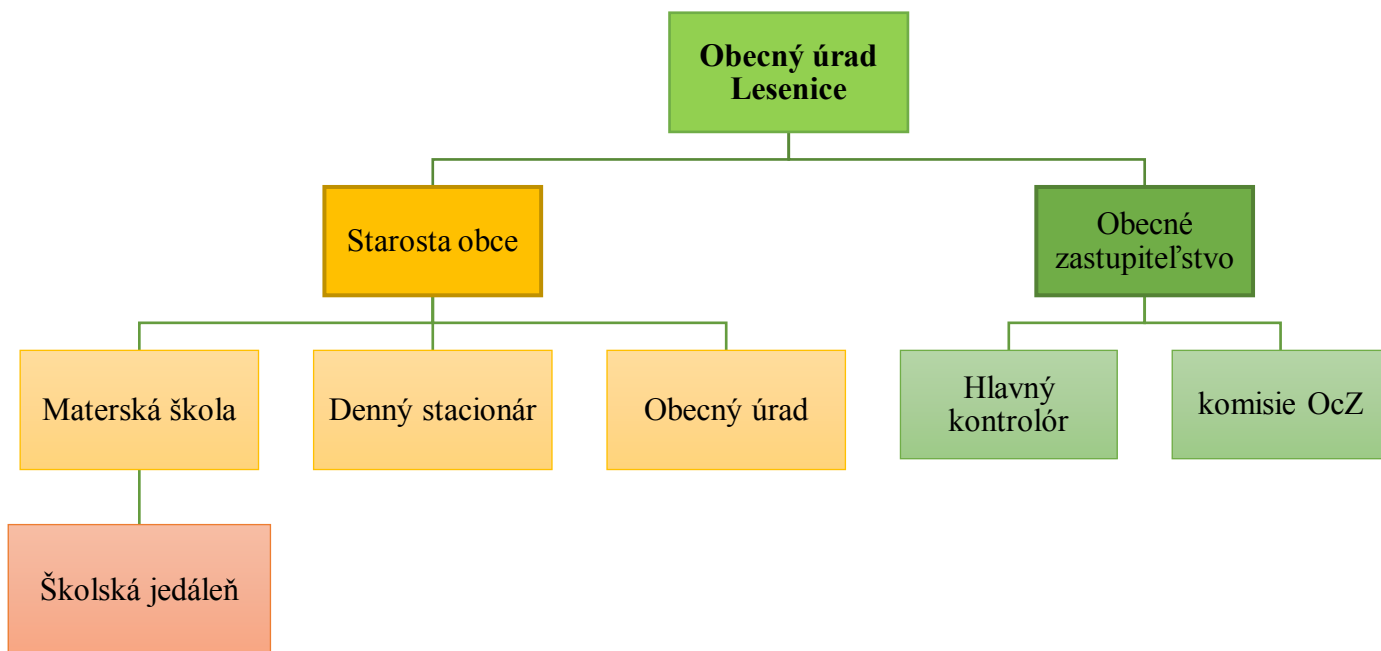 Obecný úrad
Lesenice
Starosta obce
Obecné
zastupiteľstvo
Materská škola
Denný stacionár
Obecný úrad
Hlavný
kontrolór
komisie OcZ
Školská jedáleň